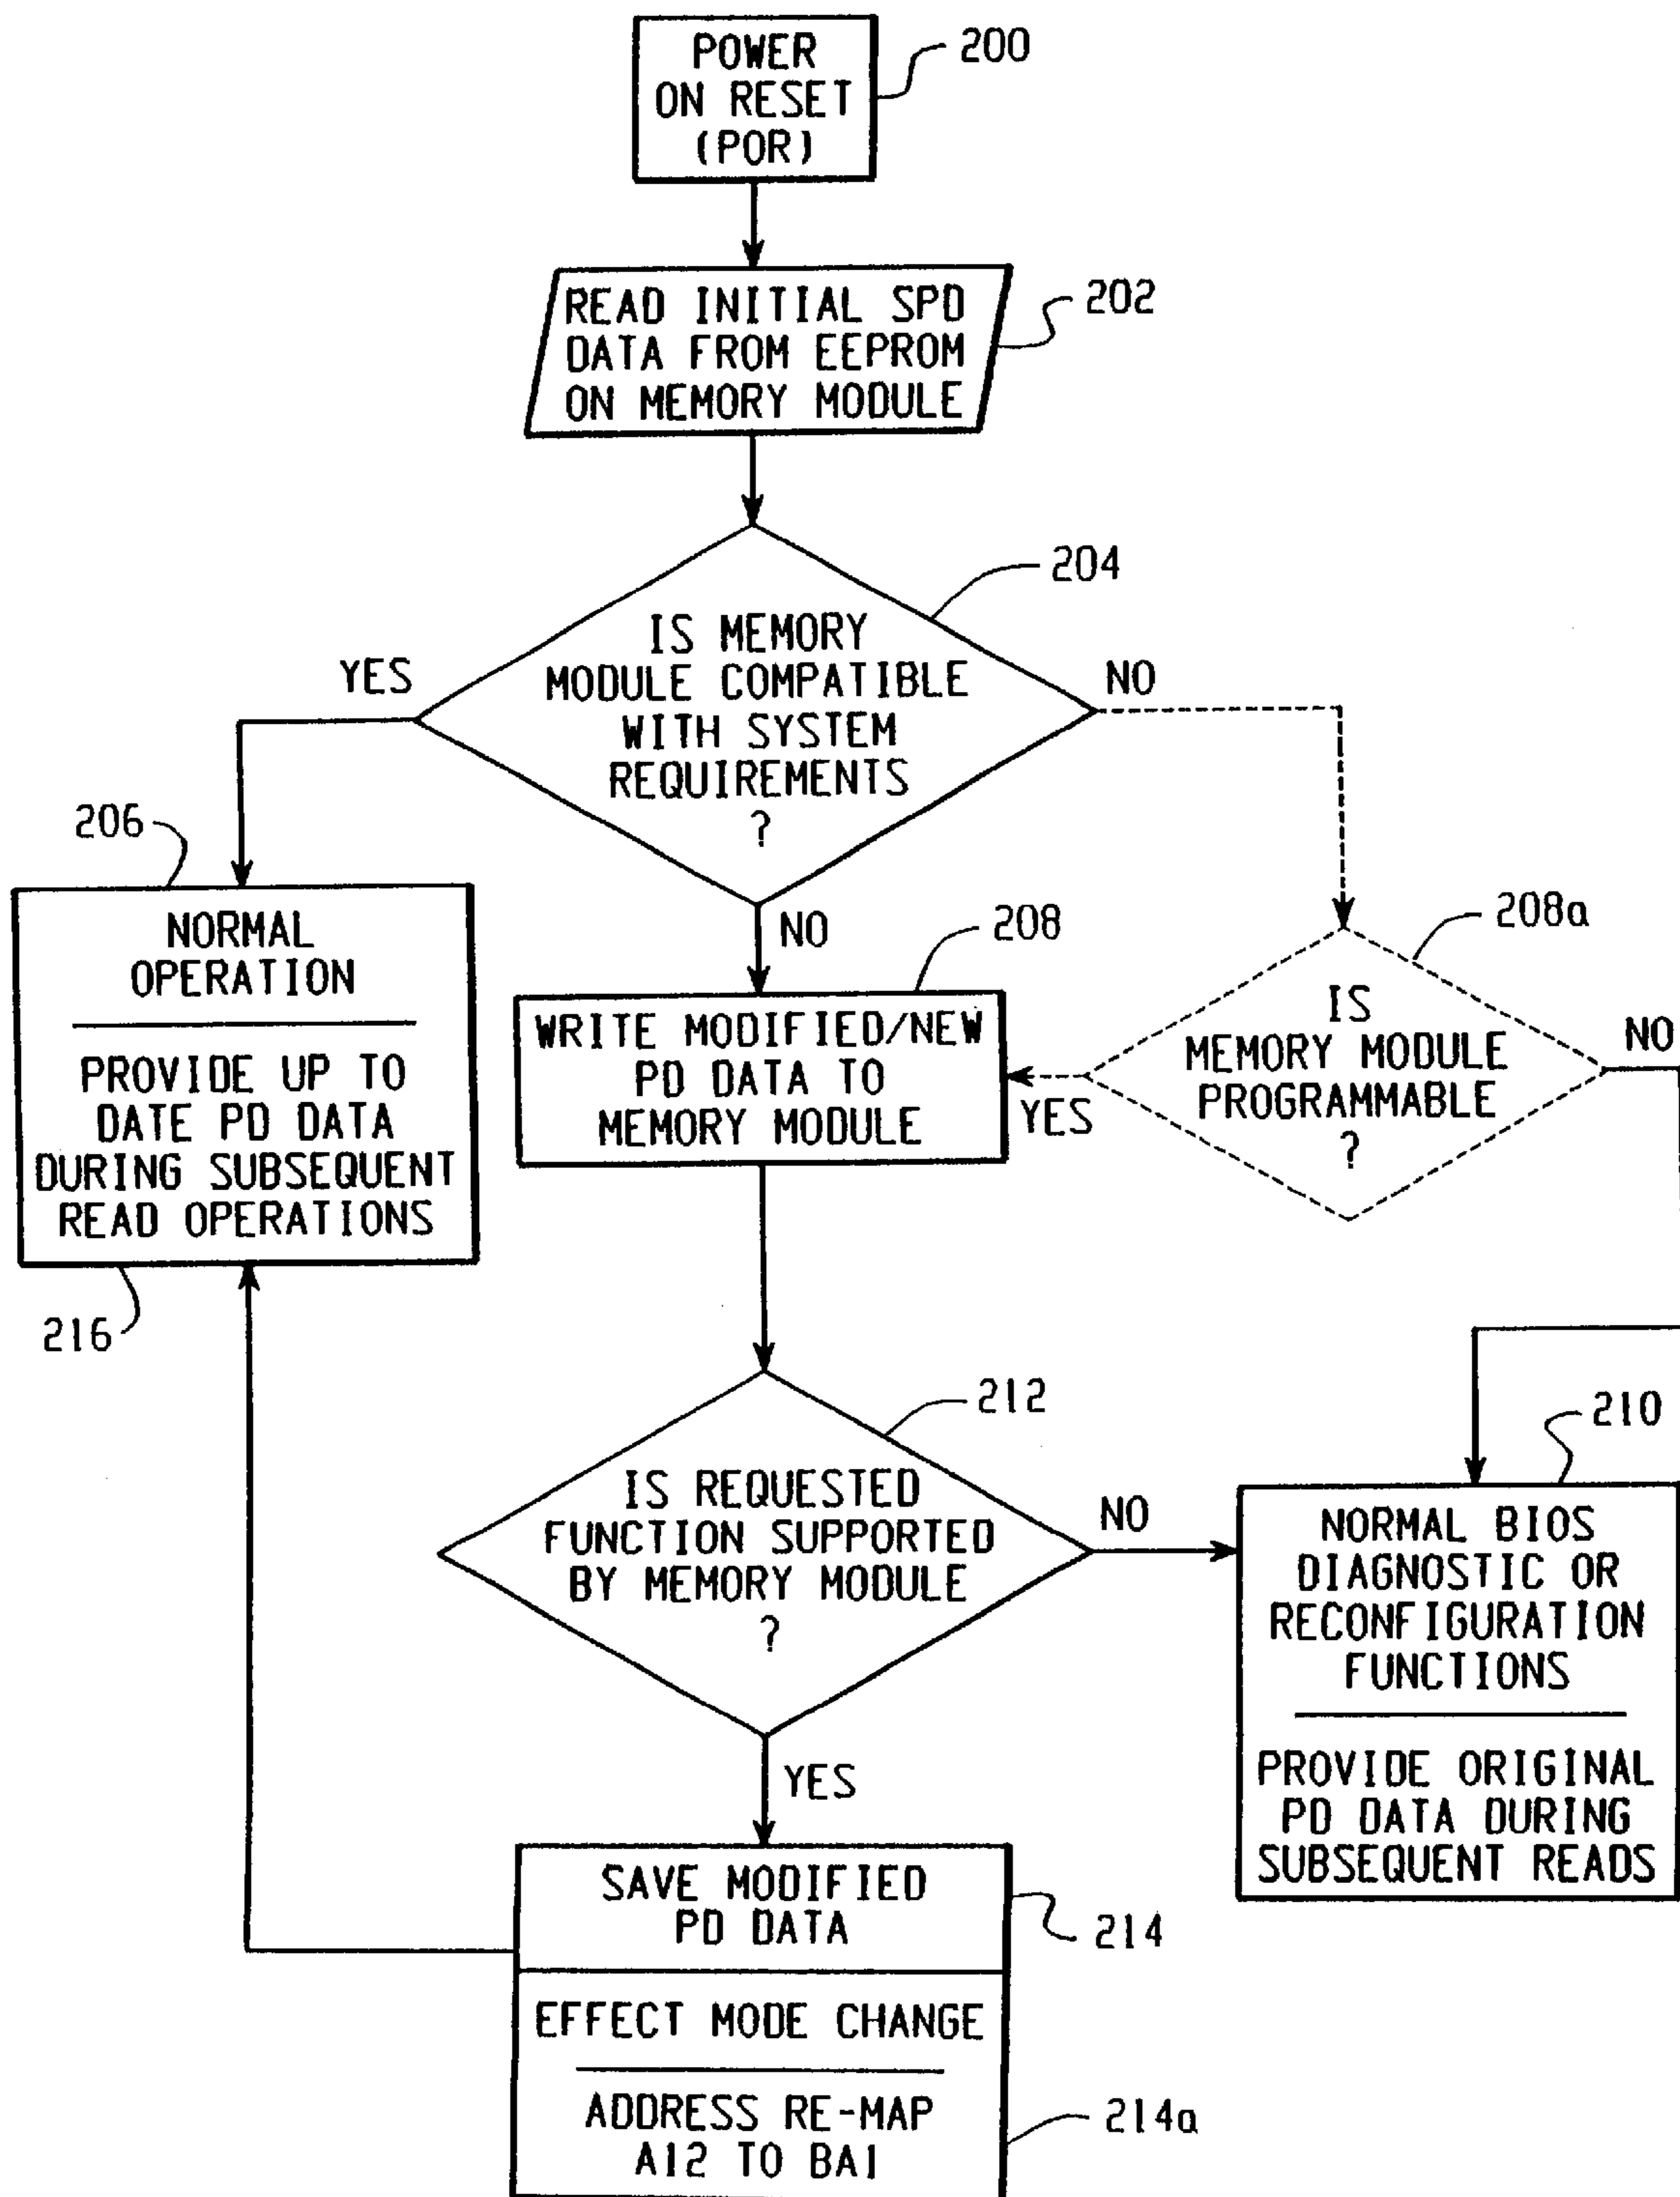 POWER
ON RESET
(POR)
200
READ INITIAL SPD
DATA FROM EEPROM
ON MEMORY MODULE
202
204
IS MEMORY
MODULE COMPATIBLE
WITH SYSTEM
REQUIREMENTS
?
YES
NO
206
NORMAL
OPERATION
PROVIDE UP TO
DATE PD DATA
DURING SUBSEQUENT
READ OPERATIONS
216
NO
208
WRITE MODIFIED/NEW
PD DATA TO
MEMORY MODULE
208a
IS
MEMORY MODULE
PROGRAMMABLE
?
YES
NO
212
IS REQUESTED
FUNCTION SUPPORTED
BY MEMORY MODULE
?
NO
210
NORMAL BIOS
DIAGNOSTIC OR
RECONFIGURATION
FUNCTIONS
PROVIDE ORIGINAL
PD DATA DURING
SUBSEQUENT READS
YES
SAVE MODIFIED
PD DATA
214
EFFECT MODE CHANGE
ADDRESS RE-MAP
A12 TO BA1
214a